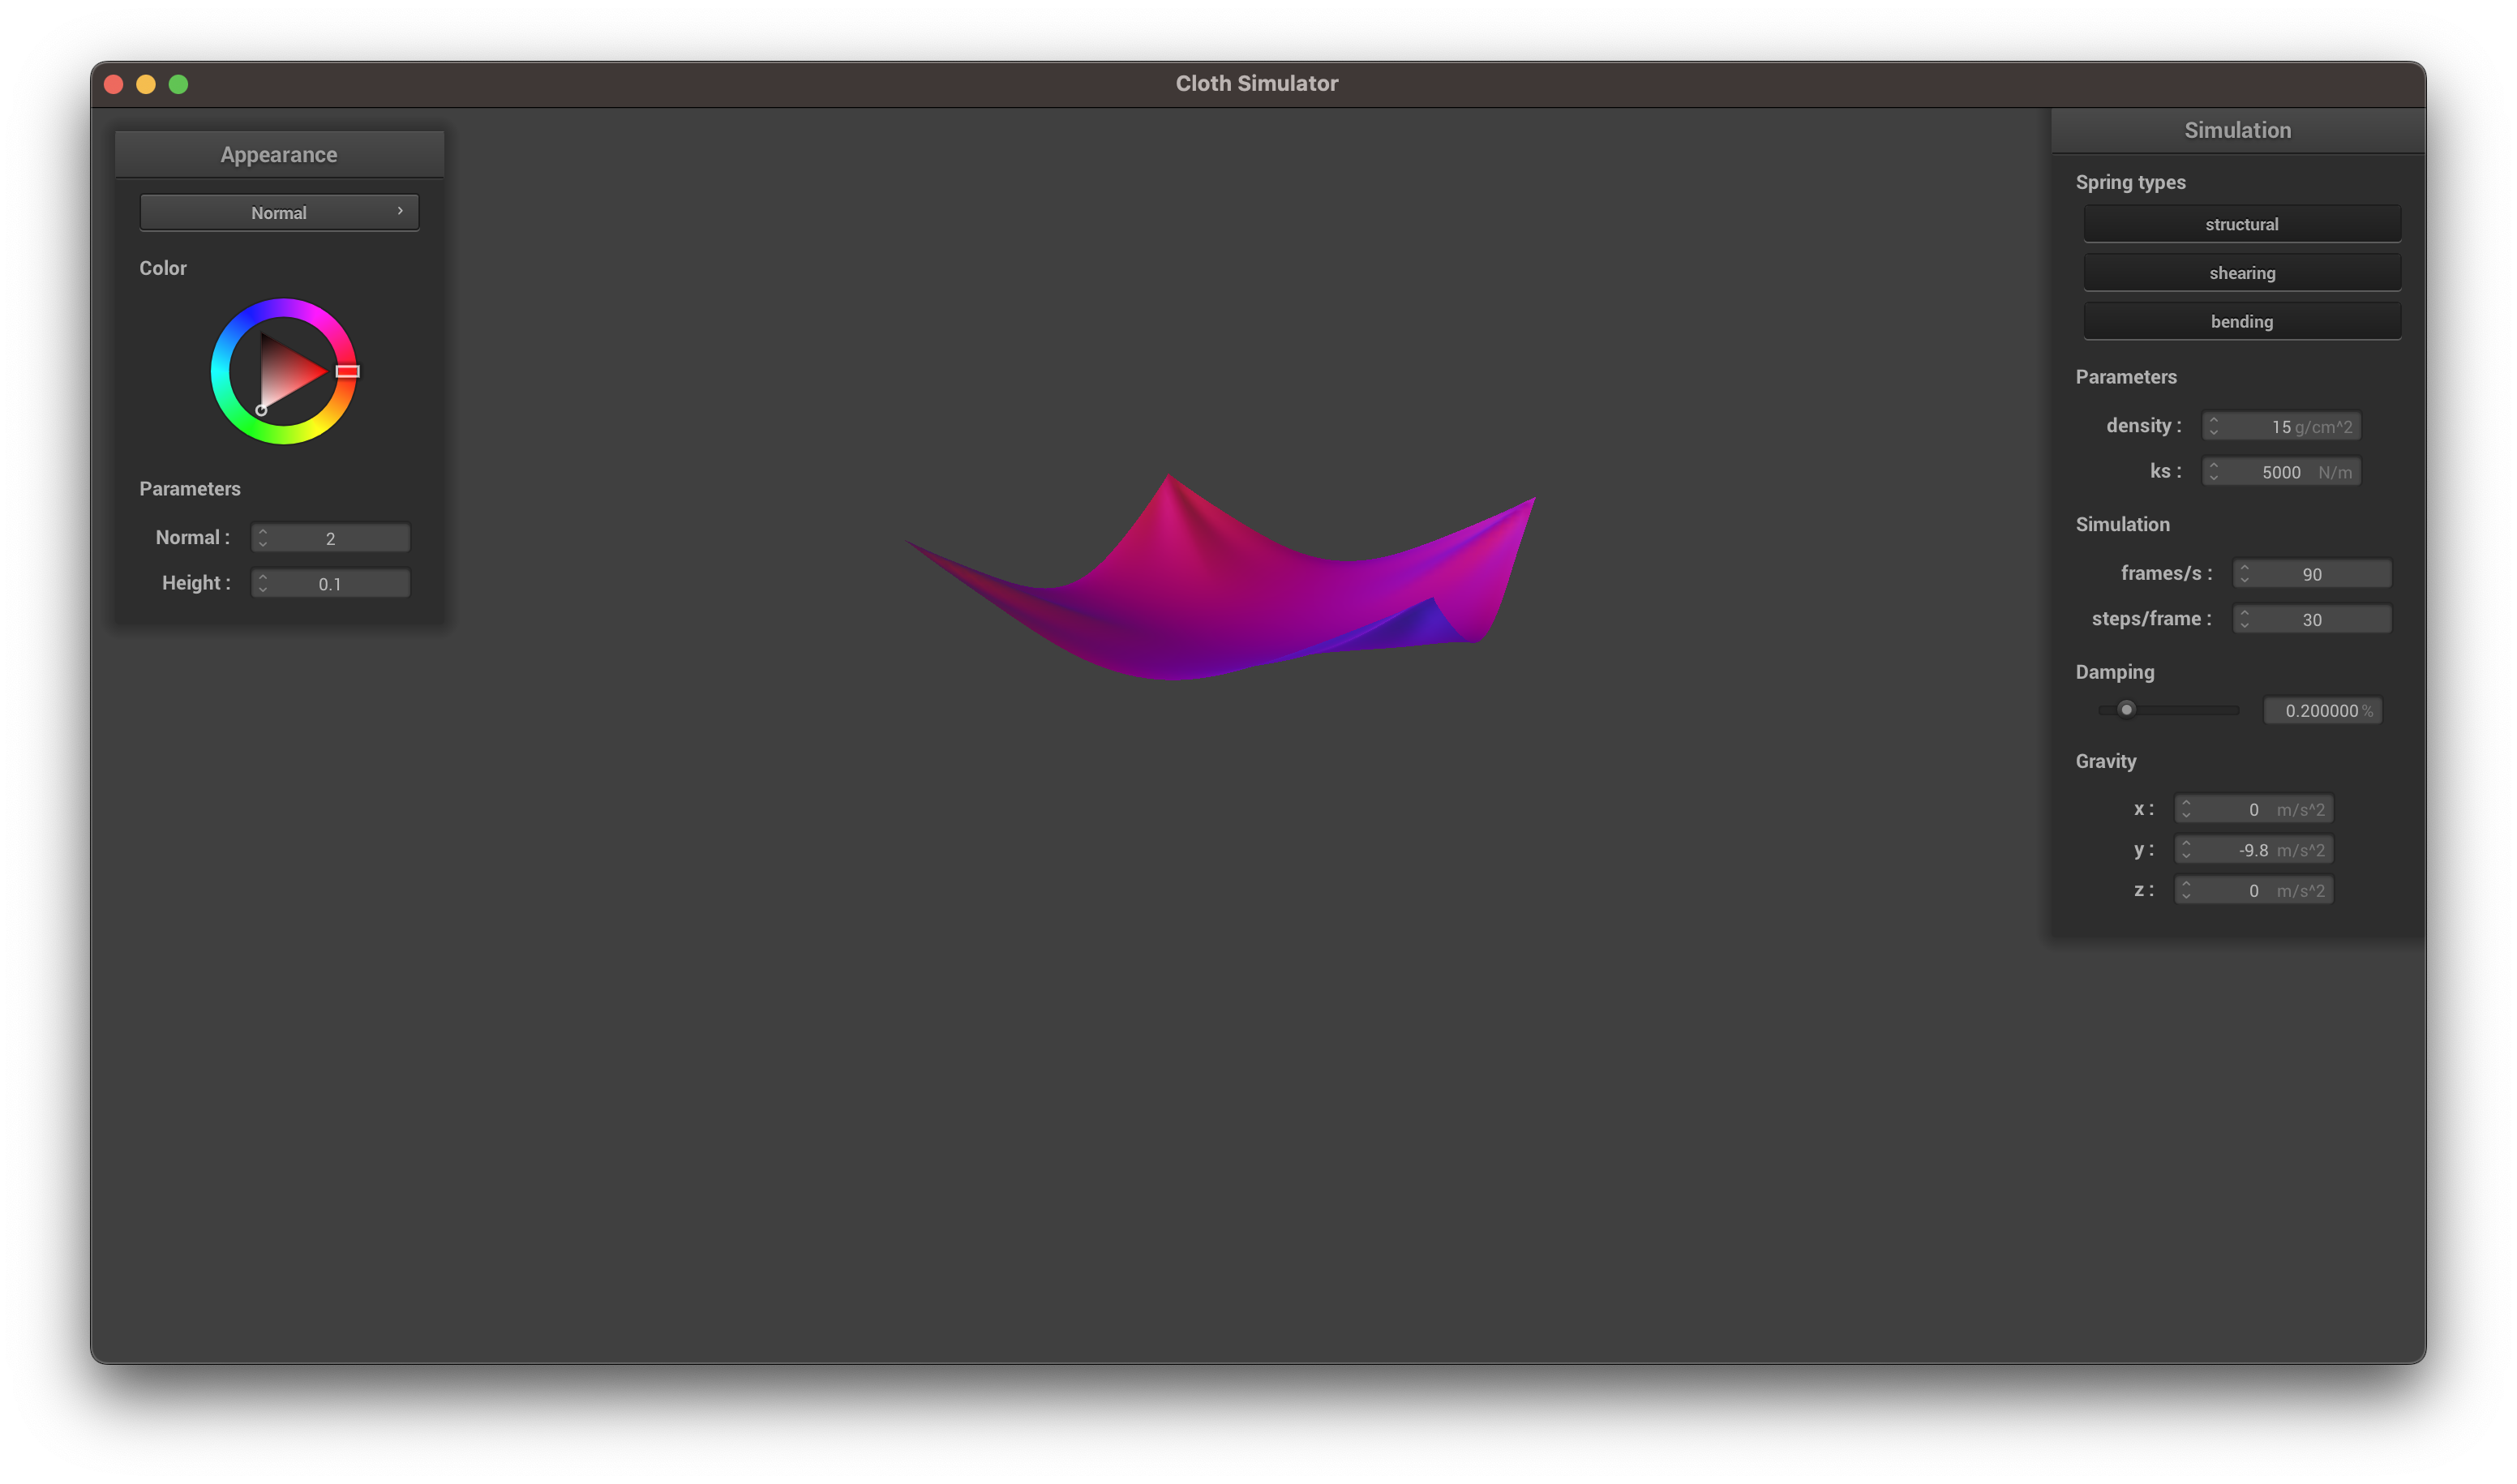 Cloth Simulator
Appearance
Normal
Color
Parameters
Normal : 2
Height : 0.1
Simulation
Spring types
structural
shearing
bending
Parameters
density : 15 g/cm^2
ks : 5000 N/m
Simulation
frames/s : 90
steps/frame : 30
Damping
0.200000 %
Gravity
x : 0 m/s^2
y : -9.8 m/s^2
z : 0 m/s^2